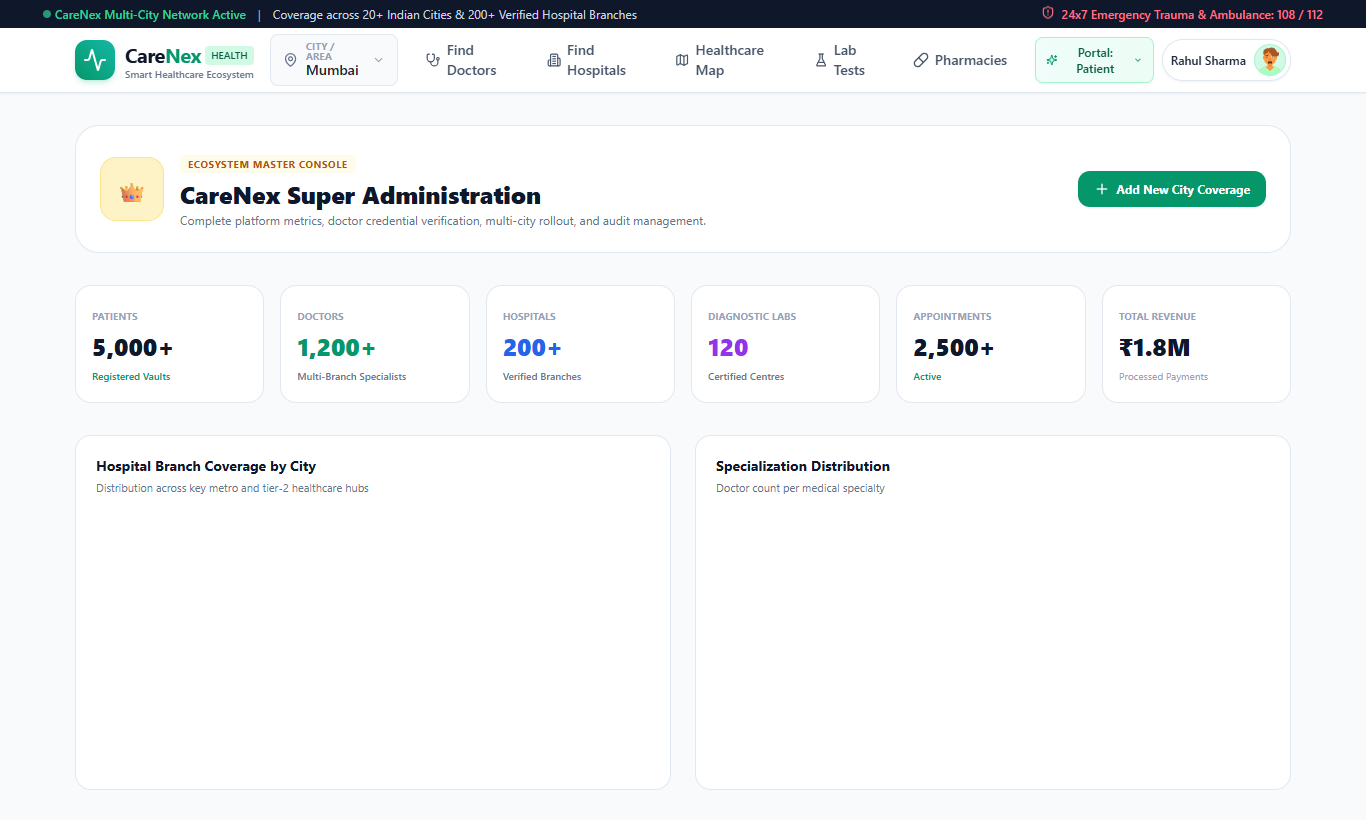 CareNex Multi-City Network Active | Coverage across 20+ Indian Cities & 200+ Verified Hospital Branches
24x7 Emergency Trauma & Ambulance: 108 / 112
CareNex HEALTH
Smart Healthcare Ecosystem
CITY / AREA
Mumbai
Find Doctors
Find Hospitals
Healthcare Map
Lab Tests
Pharmacies
Portal: Patient
Rahul Sharma
ECOSYSTEM MASTER CONSOLE
CareNex Super Administration
Complete platform metrics, doctor credential verification, multi-city rollout, and audit management.
Add New City Coverage
PATIENTS
5,000+
Registered Vaults
DOCTORS
1,200+
Multi-Branch Specialists
HOSPITALS
200+
Verified Branches
DIAGNOSTIC LABS
120
Certified Centres
APPOINTMENTS
2,500+
Active
TOTAL REVENUE
₹1.8M
Processed Payments
Hospital Branch Coverage by City
Distribution across key metro and tier-2 healthcare hubs
Specialization Distribution
Doctor count per medical specialty